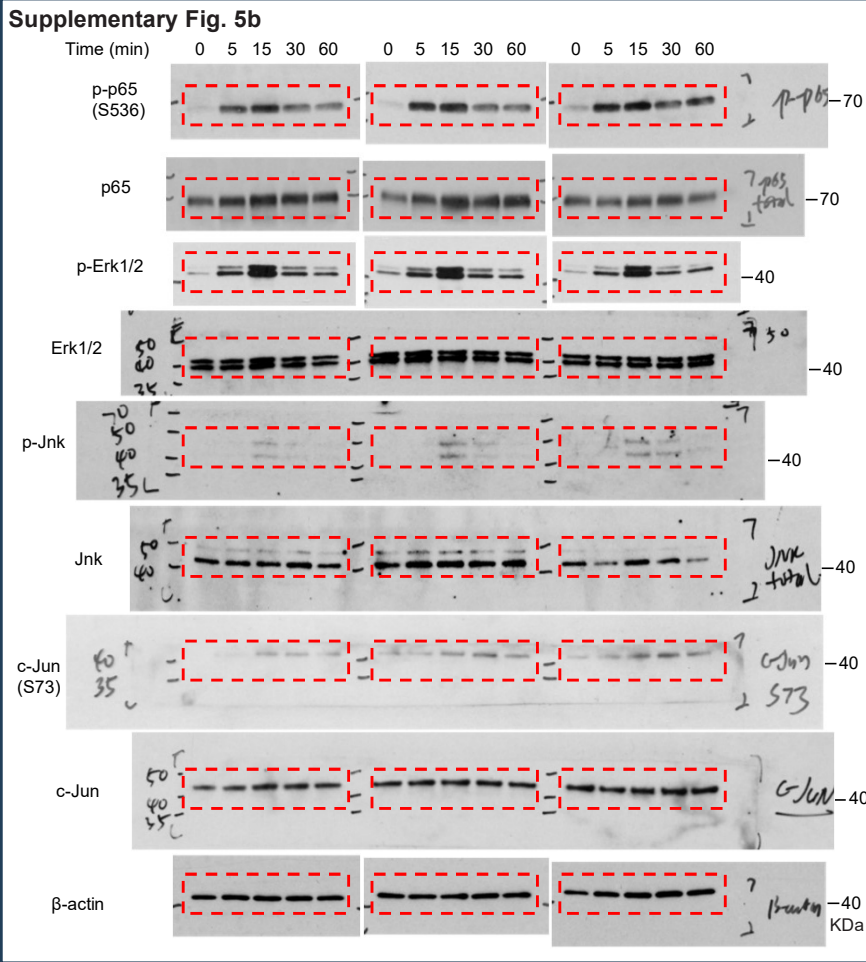 Supplementary Fig. 5b
Time (min) 0 5 15 30 60 0 5 15 30 60 0 5 15 30 60
p-p65 (S536) p-p65 –70
p65 p65 total –70
p-Erk1/2 –40
Erk1/2 50 40 35 50 –40
p-Jnk 70 50 40 35 –40
Jnk 50 40 JNK total –40
c-Jun (S73) 40 35 c-Jun S73 –40
c-Jun 50 40 35 c-JUN –40
β-actin β-actin –40
KDa